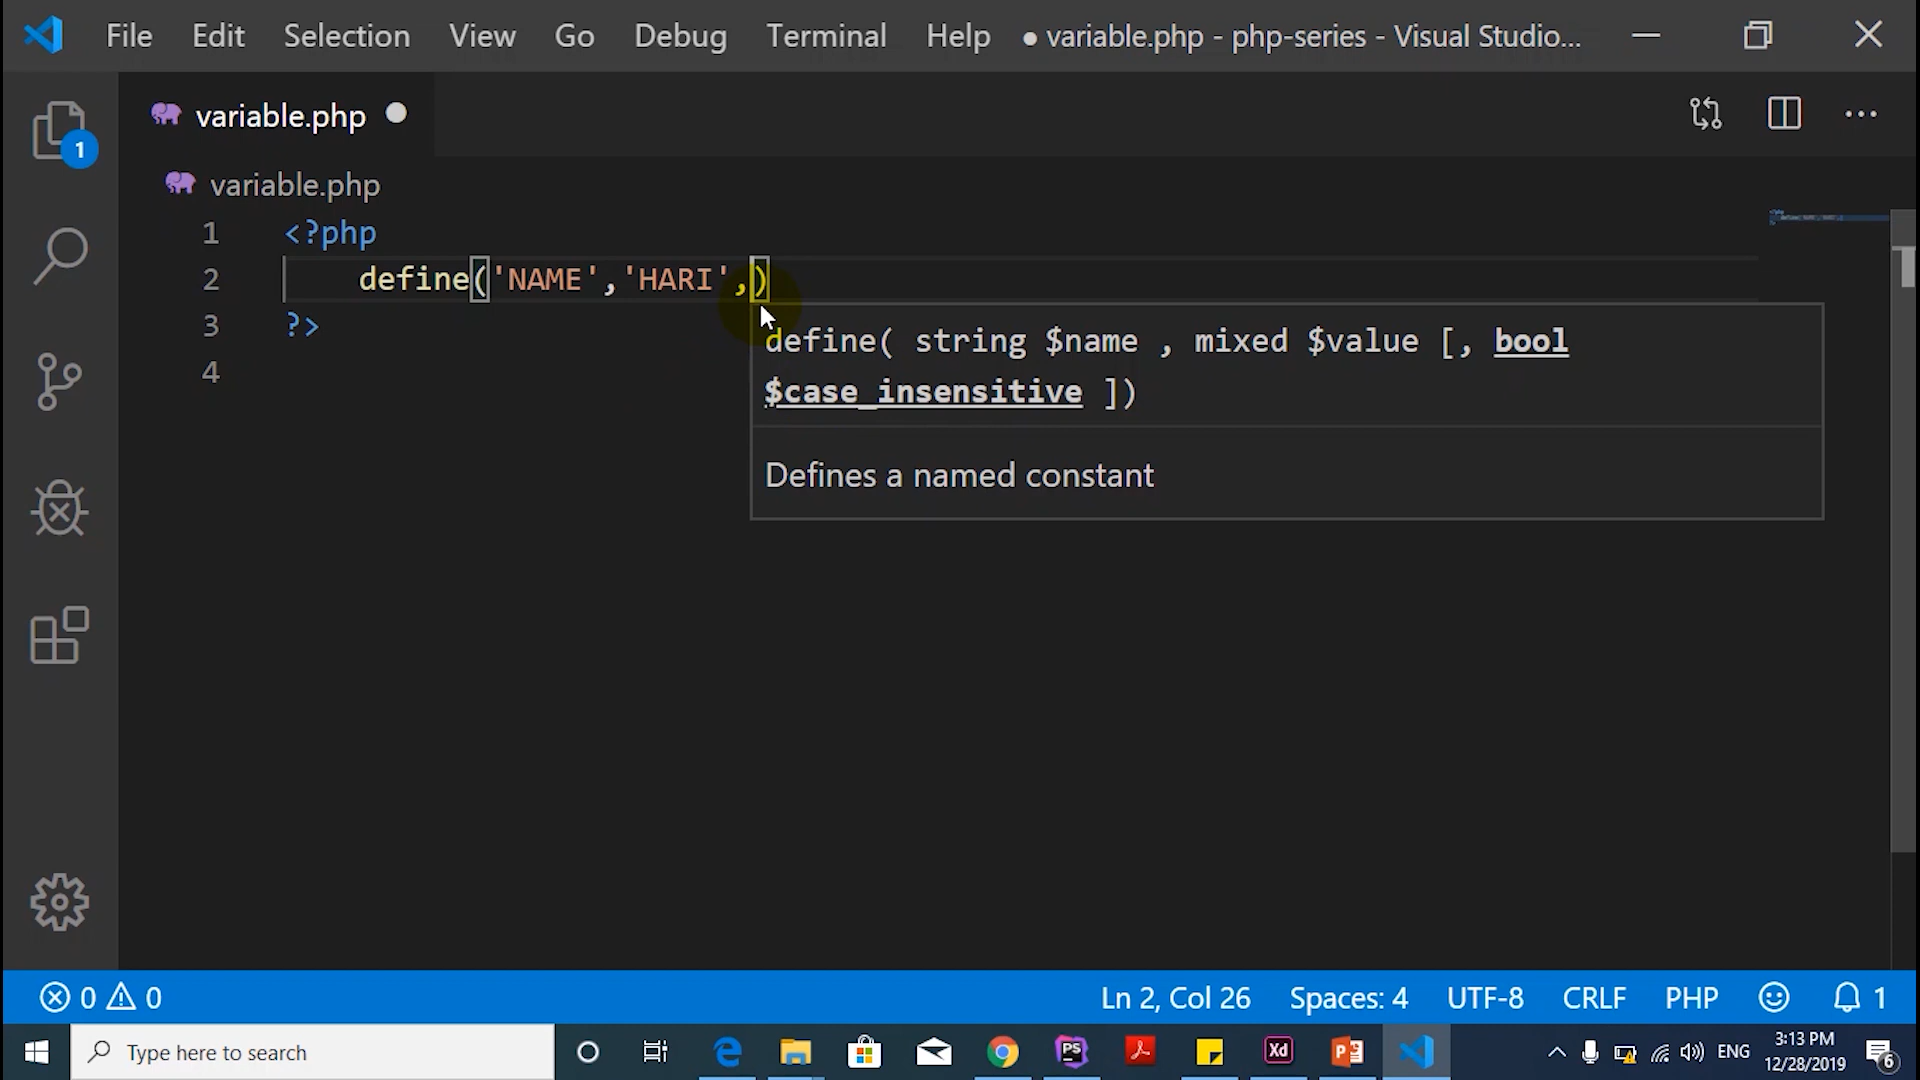 File Edit Selection View Go Debug Terminal Help ● variable.php - php-series - Visual Studio...
variable.php
1
variable.php
1 <?php
2 define('NAME','HARI',)
3 ?>
4
define( string $name , mixed $value [, bool
$case_insensitive ])
Defines a named constant
0 0 Ln 2, Col 26 Spaces: 4 UTF-8 CRLF PHP 1
Type here to search
PS
Xd
ENG
3:13 PM
12/28/2019
6